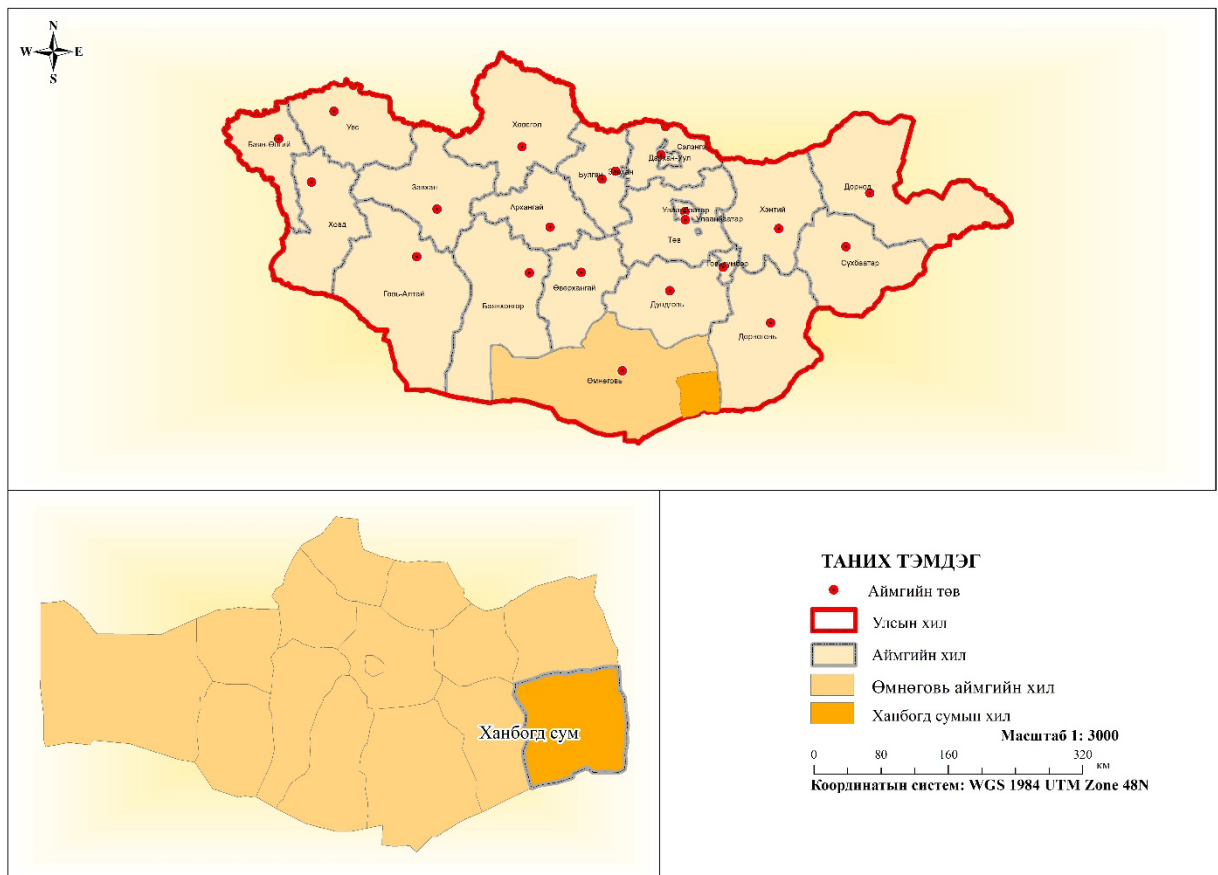 N
W E
S
Увс
Хөвсгөл
Баян-Өлгий
Сэлэнгэ
Дархан-Уул
Булган
Завхан
Дорнод
Архангай
Хэнтий
Ховд
Улаанбаатар
Төв
Говьсүмбэр
Сүхбаатар
Говь-Алтай
Баянхонгор
Өвөрхангай
Дундговь
Дорноговь
Өмнөговь
Ханбогд сум
ТАНИХ ТЭМДЭГ
Аймгийн төв
Улсын хил
Аймгийн хил
Өмнөговь аймгийн хил
Ханбогд сумын хил
Масштаб 1: 3000
0 80 160 320
км
Координатын систем: WGS 1984 UTM Zone 48N